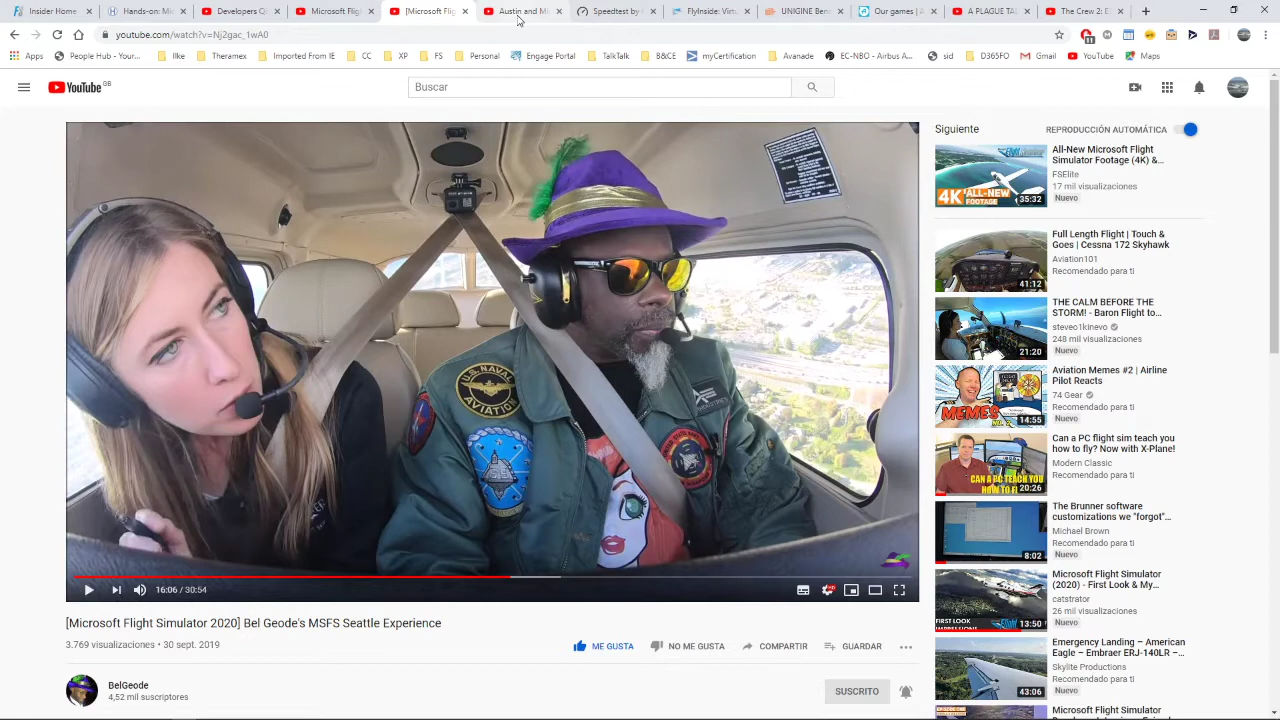 Insider Home
Hands-on: Mic
Developers Q
Microsoft Flig
[Microsoft Flig
Austin and Mi
Speedtest by
FlyInside: Virt
UNIGINE Ben
Our games | A
A PLAGUE TAL
The Crew 2: E
youtube.com/watch?v=Nj2gac_1wA0
Apps
People Hub - Your...
Ilke
Theramex
Imported From IE
CC
XP
FS
Personal
Engage Portal
TalkTalk
B&CE
myCertification
Avanade
EC-NBO - Airbus A...
sid
D365FO
Gmail
YouTube
Maps
YouTube GB
Buscar
Siguiente
REPRODUCCIÓN AUTOMÁTICA
All-New Microsoft Flight
Simulator Footage (4K) &...
FSElite
17 mil visualizaciones
Nuevo
4K ALL-NEW
FOOTAGE
35:32
Full Length Flight | Touch &
Goes | Cessna 172 Skyhawk
Aviation101
Recomendado para ti
41:12
THE CALM BEFORE THE
STORM! - Baron Flight to...
steveo1kinevo
248 mil visualizaciones
Nuevo
21:20
Aviation Memes #2 | Airline
Pilot Reacts
74 Gear
Recomendado para ti
Nuevo
MEMES
14:55
Can a PC flight sim teach you
how to fly? Now with X-Plane!
Modern Classic
Recomendado para ti
CAN A PC TEACH YOU
HOW TO FL
20:26
The Brunner software
customizations we "forgot"...
Michael Brown
Recomendado para ti
Nuevo
8:02
Microsoft Flight Simulator
(2020) - First Look & My...
catstrator
26 mil visualizaciones
Nuevo
FIRST LOOK
IMPRESSIONS
13:50
Emergency Landing – American
Eagle – Embraer ERJ-140LR –...
Skylite Productions
Recomendado para ti
Nuevo
43:06
Microsoft Flight Simulator
U.S. NAVAL
AVIATION
16:06 / 30:54
[Microsoft Flight Simulator 2020] Bel Geode's MSFS Seattle Experience
3.769 visualizaciones • 30 sept. 2019
ME GUSTA
NO ME GUSTA
COMPARTIR
GUARDAR
BelGeode
4,52 mil suscriptores
SUSCRITO